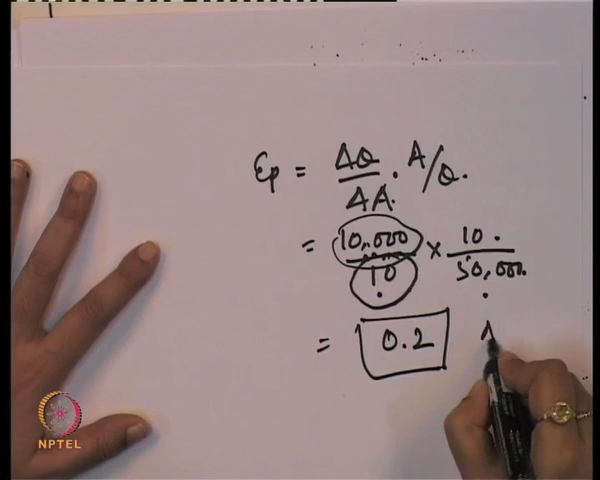 Ep = ΔQ/ΔA . A/Q.
= 10,000/10 × 10./50,000.
= 0.2
NPTEL